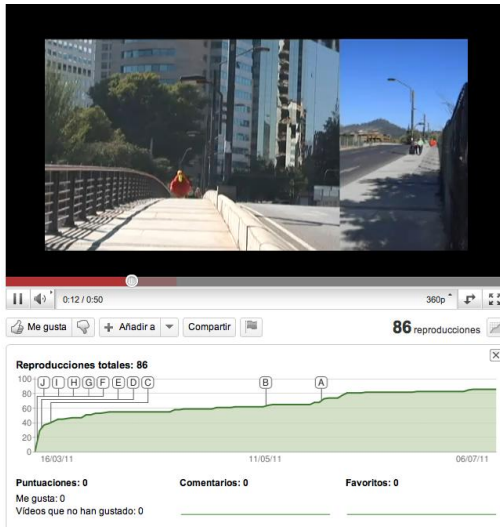 0:12 / 0:50 360p
Me gusta Añadir a Compartir 86 reproducciones
Reproducciones totales: 86
100 J I H G F E D C B A
80
60
40
20
0
16/03/11 11/05/11 06/07/11
Puntuaciones: 0 Comentarios: 0 Favoritos: 0
Me gusta: 0
Vídeos que no han gustado: 0